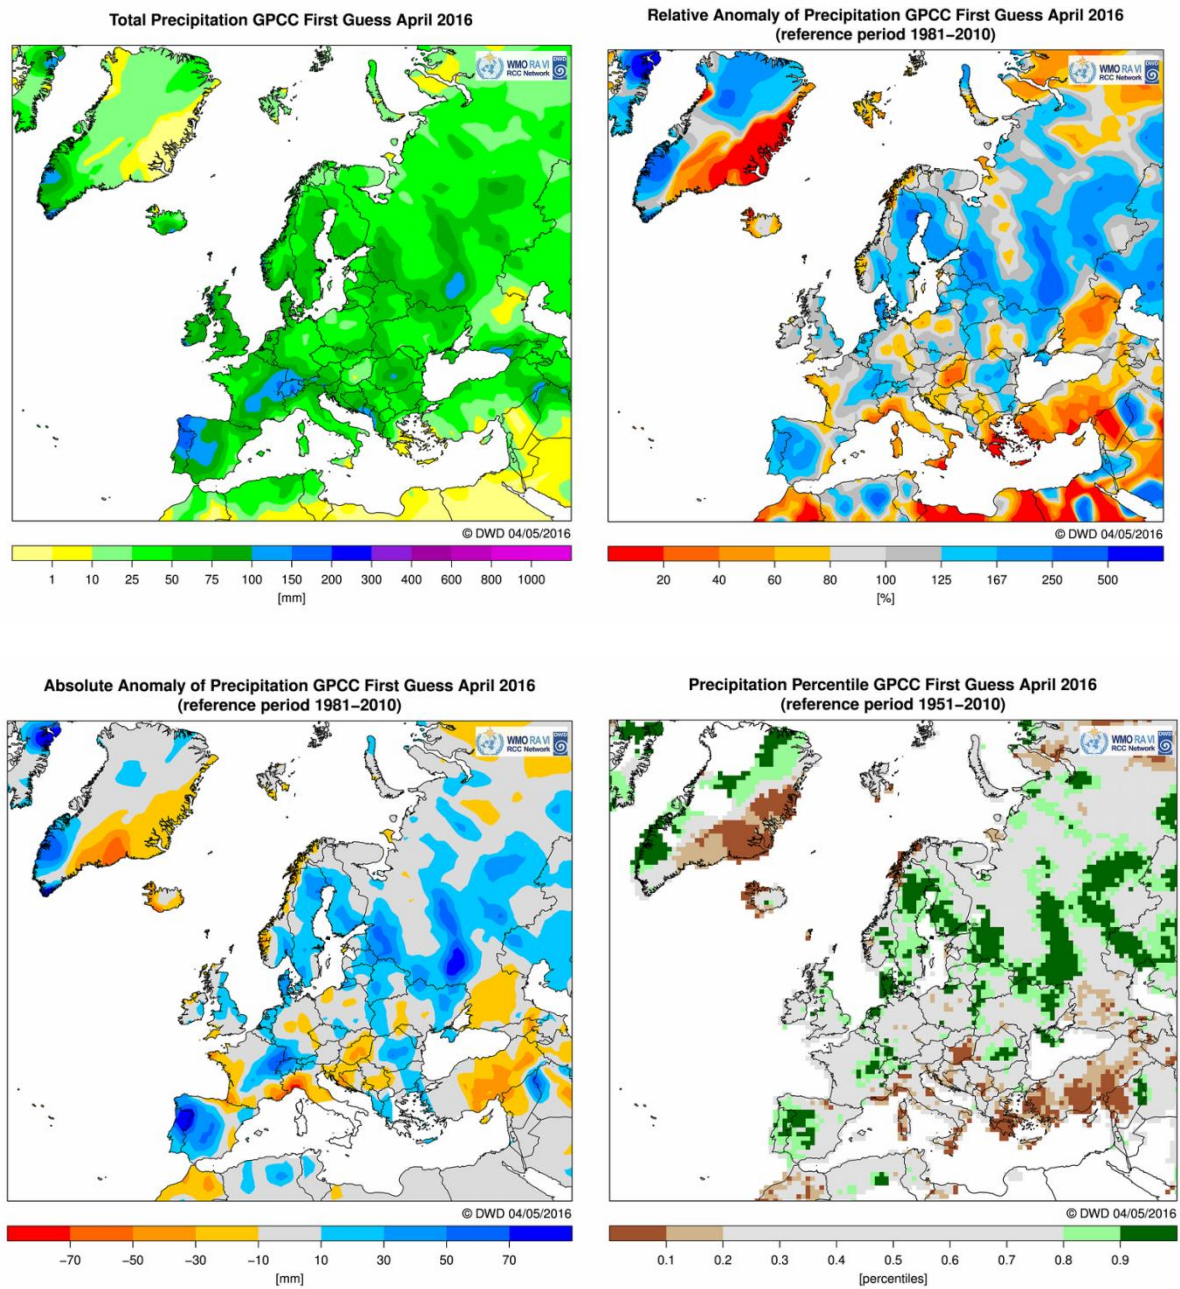 Total Precipitation GPCC First Guess April 2016
WMO RA VI
RCC Network
DWD
© DWD 04/05/2016
1 10 25 50 75 100 150 200 300 400 600 800 1000
[mm]
Relative Anomaly of Precipitation GPCC First Guess April 2016
(reference period 1981−2010)
WMO RA VI
RCC Network
DWD
© DWD 04/05/2016
20 40 60 80 100 125 167 250 500
[%]
Absolute Anomaly of Precipitation GPCC First Guess April 2016
(reference period 1981−2010)
WMO RA VI
RCC Network
DWD
© DWD 04/05/2016
−70 −50 −30 −10 10 30 50 70
[mm]
Precipitation Percentile GPCC First Guess April 2016
(reference period 1951−2010)
WMO RA VI
RCC Network
DWD
© DWD 04/05/2016
0.1 0.2 0.3 0.4 0.5 0.6 0.7 0.8 0.9
[percentiles]